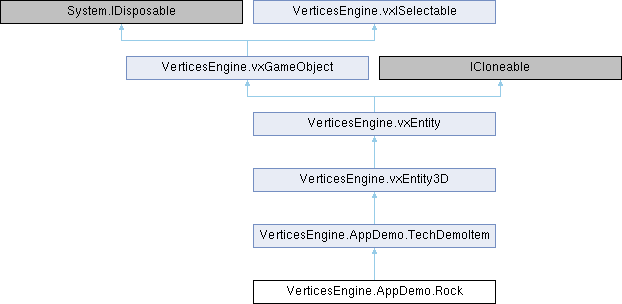 System.IDisposable
VerticesEngine.vxISelectable
VerticesEngine.vxGameObject
ICloneable
VerticesEngine.vxEntity
VerticesEngine.vxEntity3D
VerticesEngine.AppDemo.TechDemoItem
VerticesEngine.AppDemo.Rock